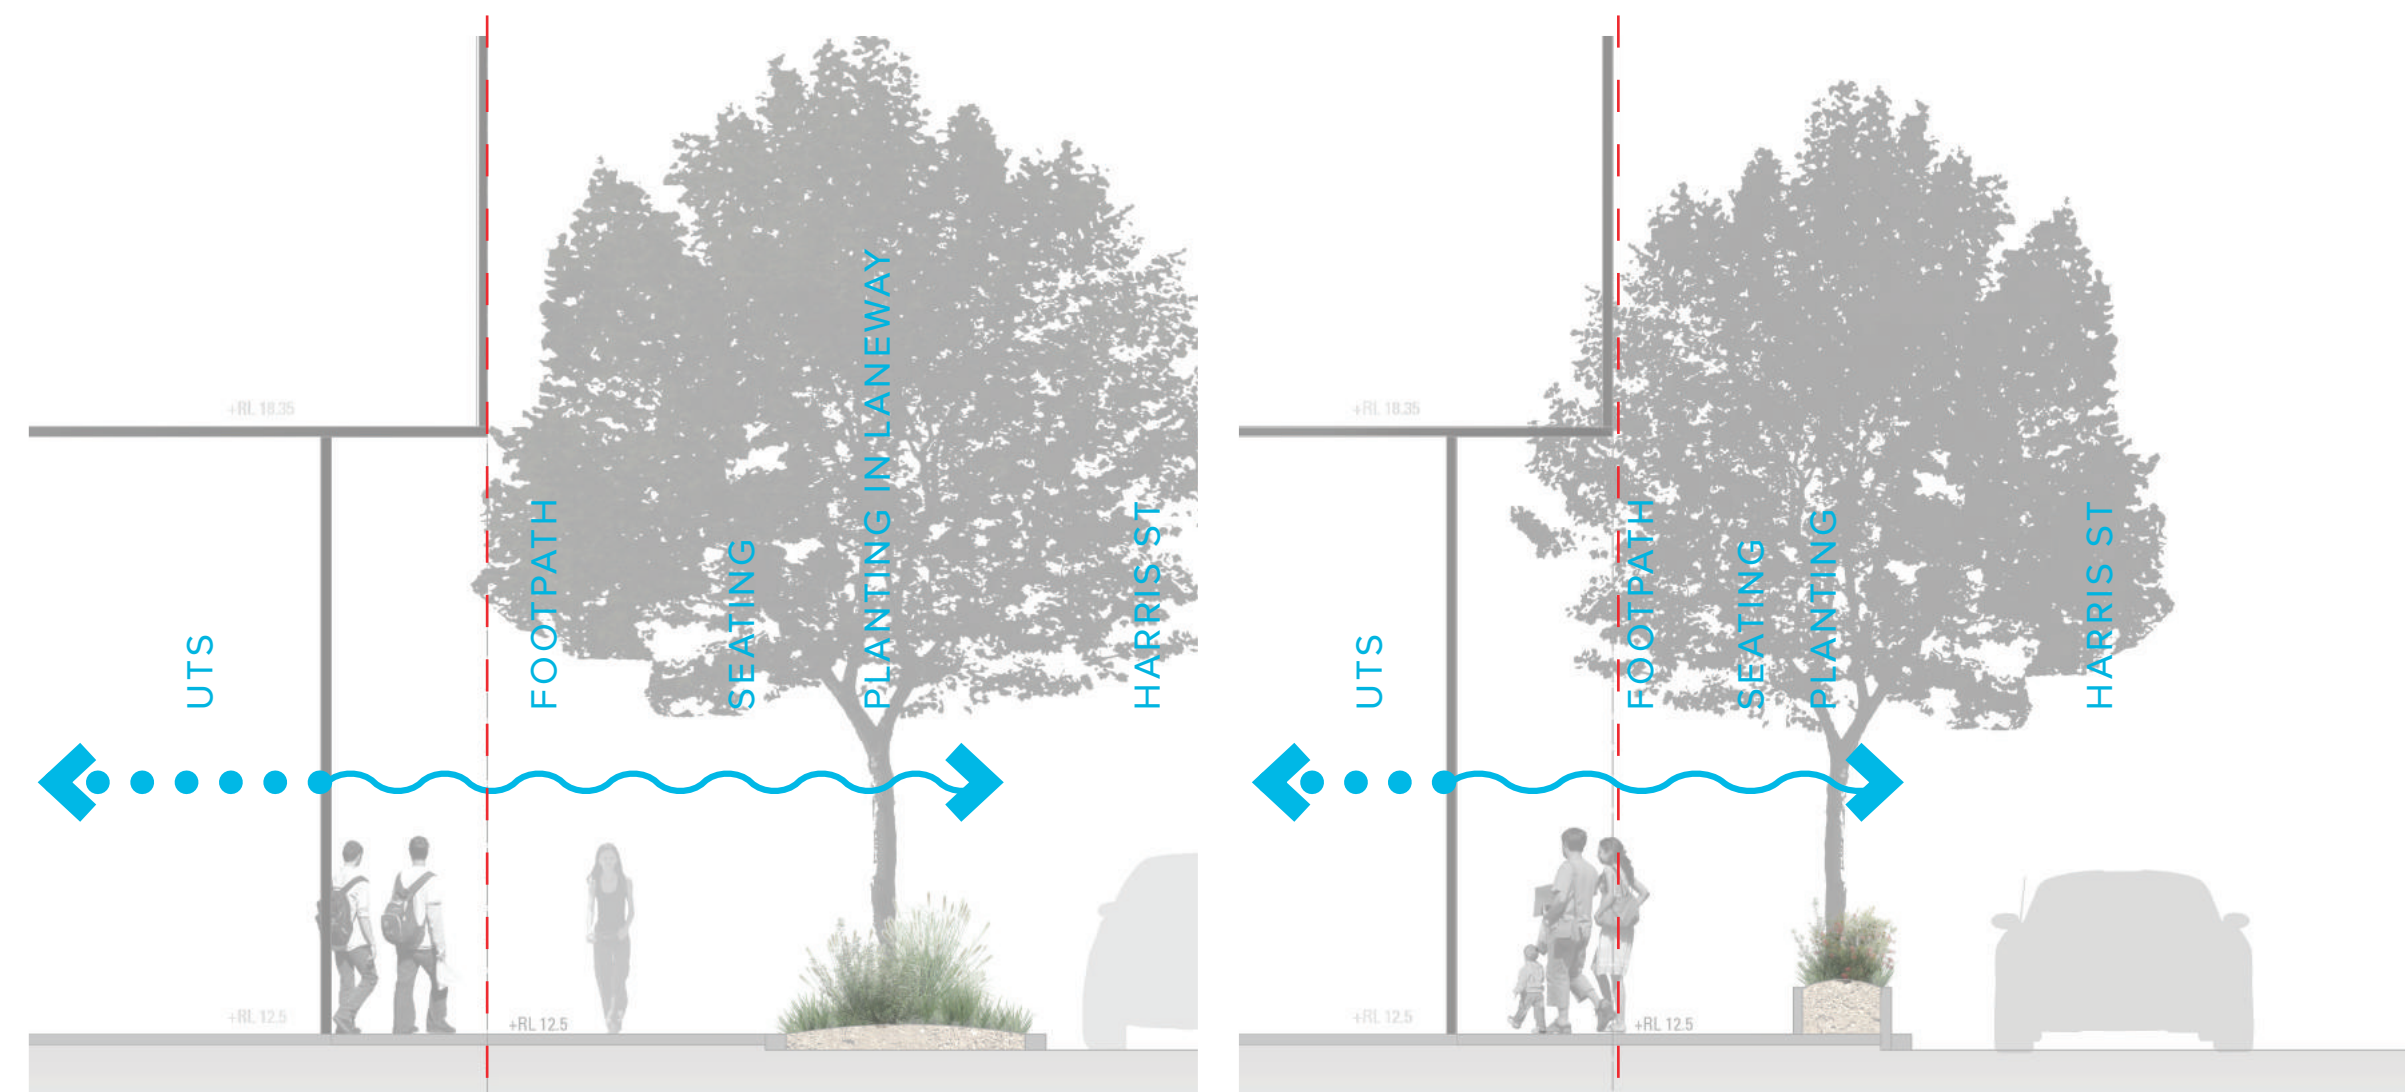 +RL 18.35
UTS
FOOTPATH
SEATING
PLANTING IN LANEWAY
HARRIS ST
+RL 12.5
+RL 12.5
+RL 18.35
UTS
FOOTPATH
SEATING
PLANTING
HARRIS ST
+RL 12.5
+RL 12.5